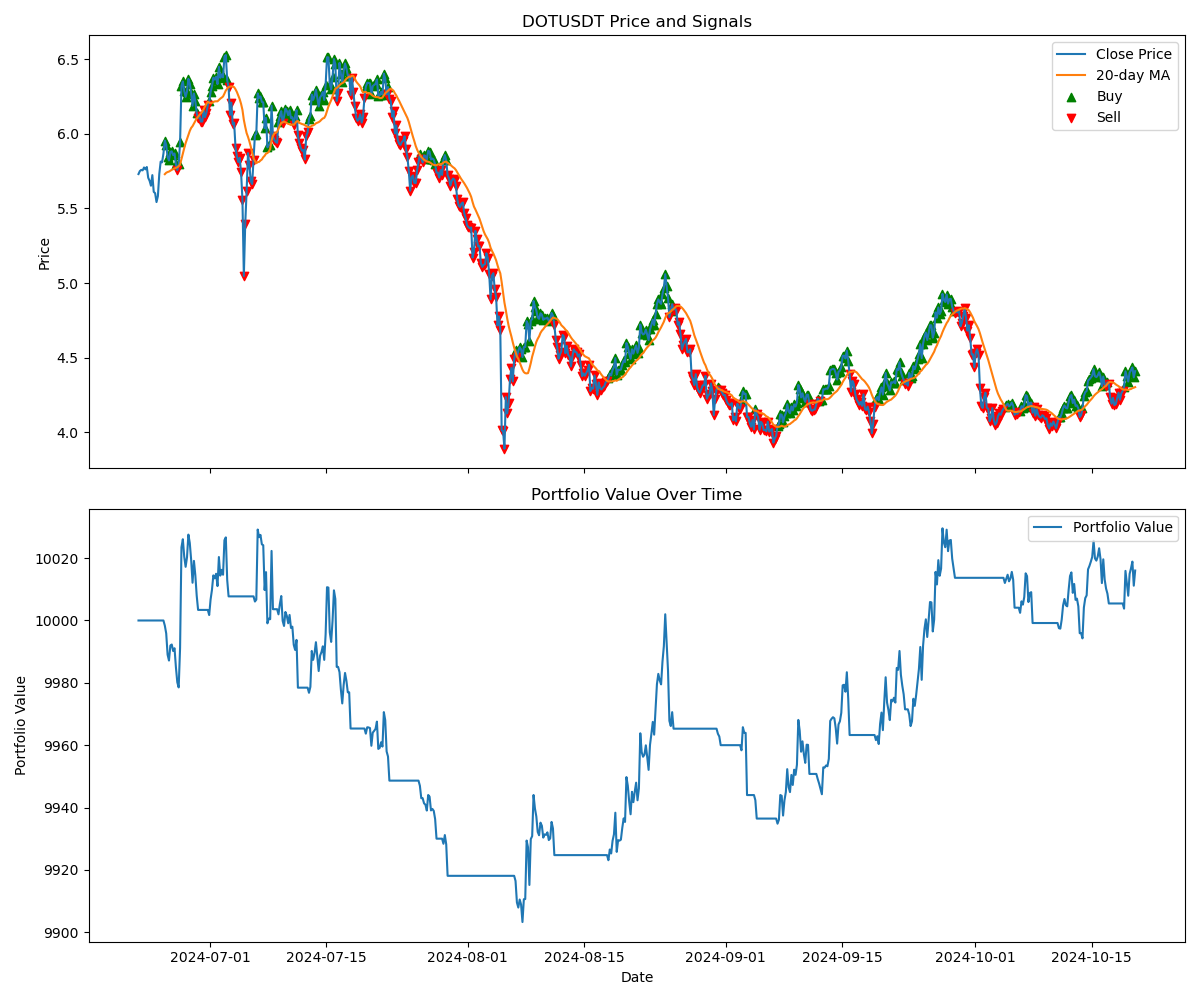 DOTUSDT Price and Signals
Close Price
20-day MA
Buy
Sell
6.5
6.0
5.5
5.0
4.5
4.0
Price
Portfolio Value Over Time
Portfolio Value
10020
10000
9980
9960
9940
9920
9900
Portfolio Value
2024-07-01
2024-07-15
2024-08-01
2024-08-15
2024-09-01
2024-09-15
2024-10-01
2024-10-15
Date